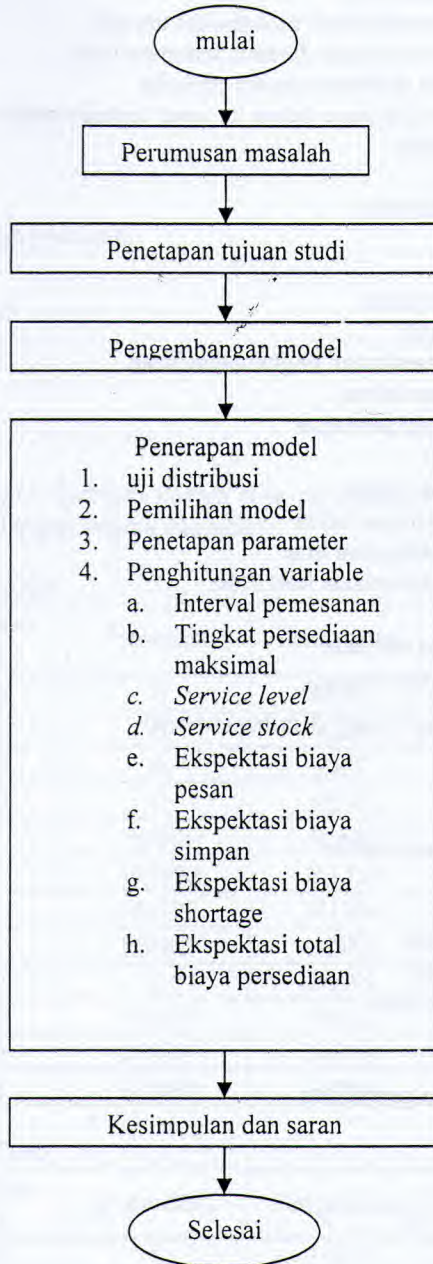 mulai
Perumusan masalah
Penetapan tujuan studi
Pengembangan model
Penerapan model
1. uji distribusi
2. Pemilihan model
3. Penetapan parameter
4. Penghitungan variable
a. Interval pemesanan
b. Tingkat persediaan
maksimal
c. Service level
d. Service stock
e. Ekspektasi biaya
pesan
f. Ekspektasi biaya
simpan
g. Ekspektasi biaya
shortage
h. Ekspektasi total
biaya persediaan
Kesimpulan dan saran
Selesai